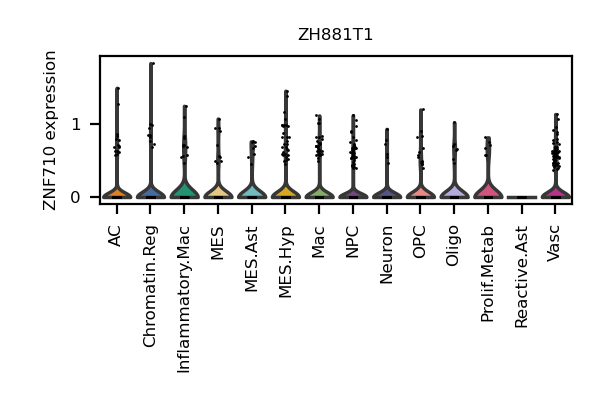 ZH881T1
ZNF710 expression
1
0
AC
Chromatin.Reg
Inflammatory.Mac
MES
MES.Ast
MES.Hyp
Mac
NPC
Neuron
OPC
Oligo
Prolif.Metab
Reactive.Ast
Vasc